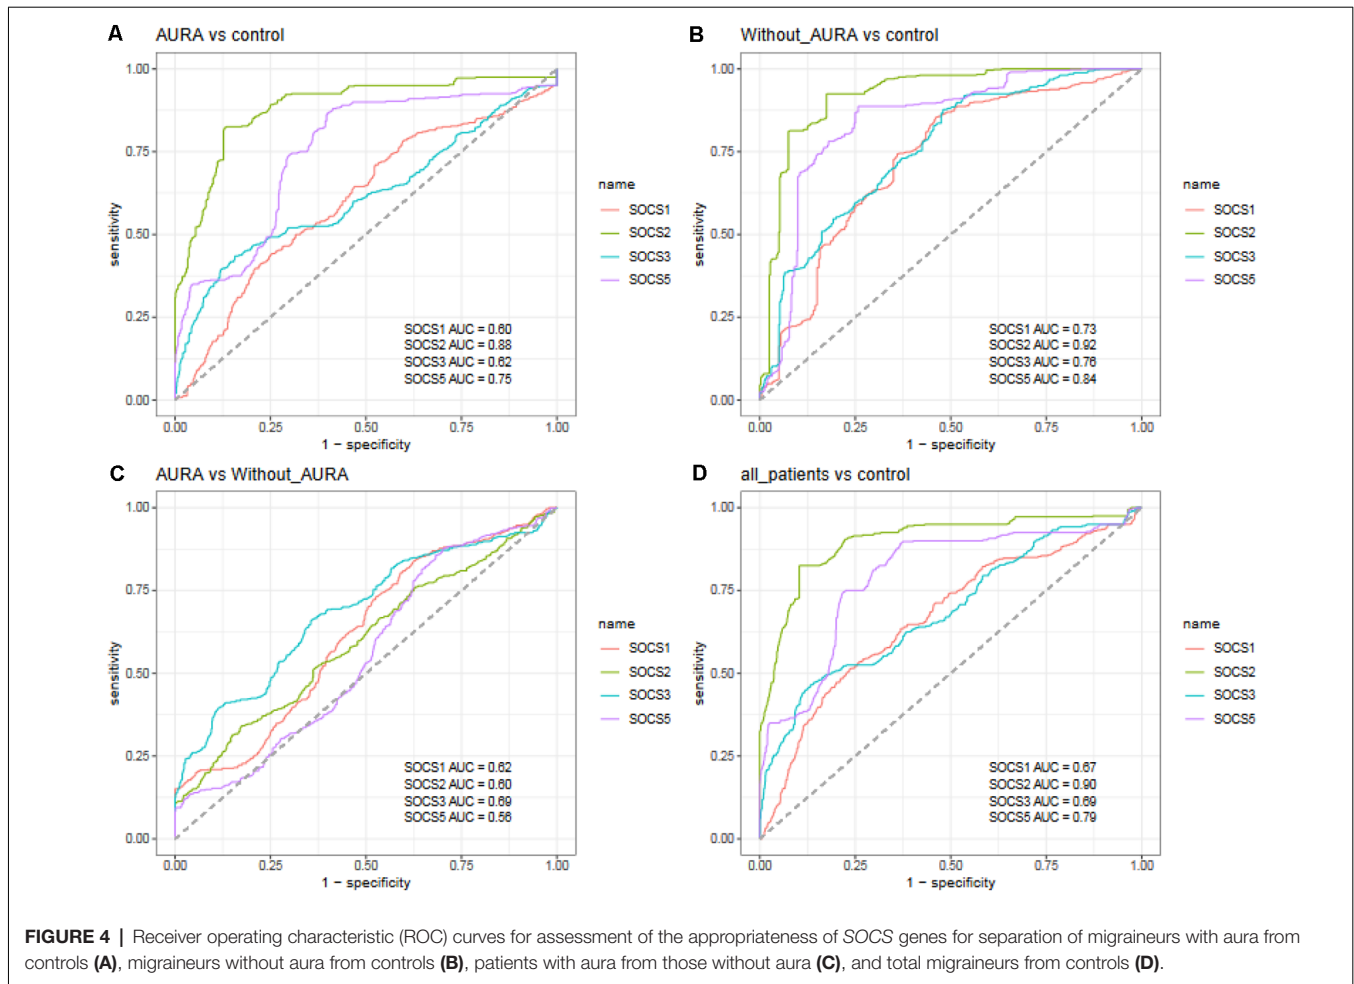 A AURA vs control
1.00
0.75
0.50
0.25
0.00
sensitivity
0.00 0.25 0.50 0.75 1.00
1 − specificity
SOCS1 AUC = 0.60
SOCS2 AUC = 0.88
SOCS3 AUC = 0.62
SOCS5 AUC = 0.75
name
SOCS1
SOCS2
SOCS3
SOCS5
B Without_AURA vs control
1.00
0.75
0.50
0.25
0.00
sensitivity
0.00 0.25 0.50 0.75 1.00
1 − specificity
SOCS1 AUC = 0.73
SOCS2 AUC = 0.92
SOCS3 AUC = 0.76
SOCS5 AUC = 0.84
name
SOCS1
SOCS2
SOCS3
SOCS5
C AURA vs Without_AURA
1.00
0.75
0.50
0.25
0.00
sensitivity
0.00 0.25 0.50 0.75 1.00
1 − specificity
SOCS1 AUC = 0.62
SOCS2 AUC = 0.60
SOCS3 AUC = 0.69
SOCS5 AUC = 0.56
name
SOCS1
SOCS2
SOCS3
SOCS5
D all_patients vs control
1.00
0.75
0.50
0.25
0.00
sensitivity
0.00 0.25 0.50 0.75 1.00
1 − specificity
SOCS1 AUC = 0.67
SOCS2 AUC = 0.90
SOCS3 AUC = 0.69
SOCS5 AUC = 0.79
name
SOCS1
SOCS2
SOCS3
SOCS5
FIGURE 4 | Receiver operating characteristic (ROC) curves for assessment of the appropriateness of SOCS genes for separation of migraineurs with aura from
controls (A), migraineurs without aura from controls (B), patients with aura from those without aura (C), and total migraineurs from controls (D).